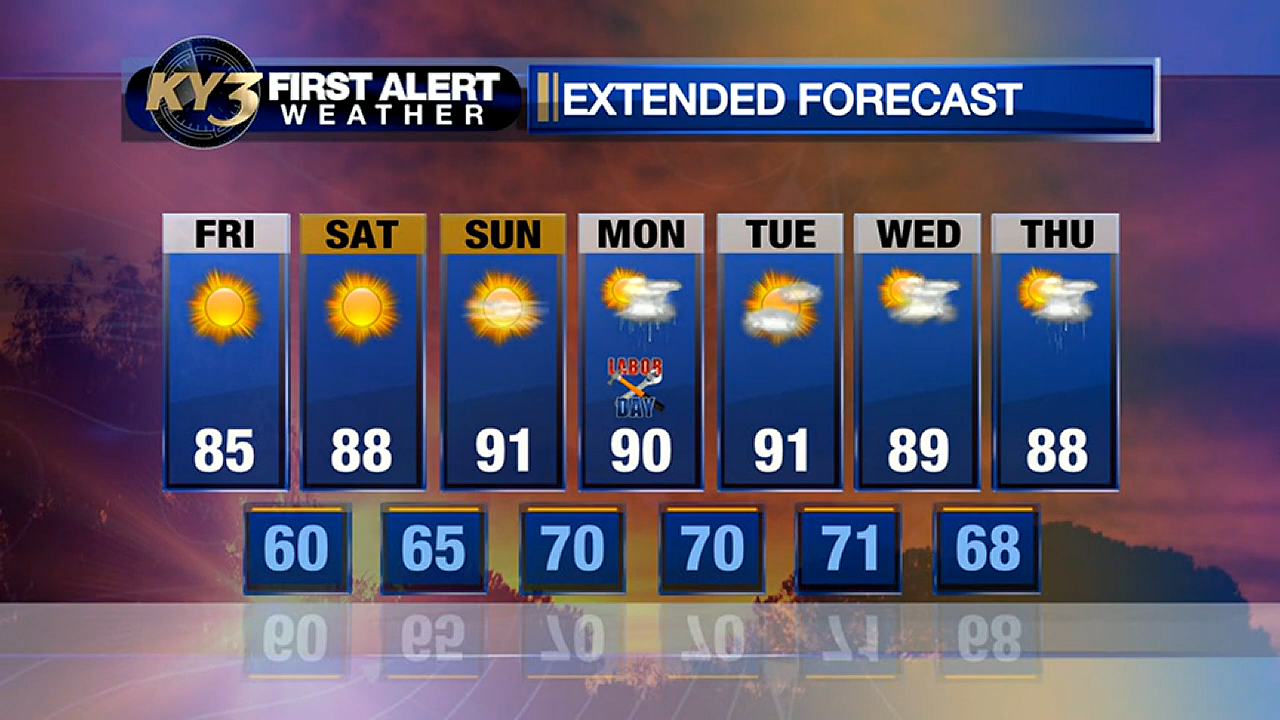 KY3 FIRST ALERT
WEATHER
EXTENDED FORECAST
FRI SAT SUN MON TUE WED THU
LABOR
DAY
85 88 91 90 91 89 88
60 65 70 70 71 68